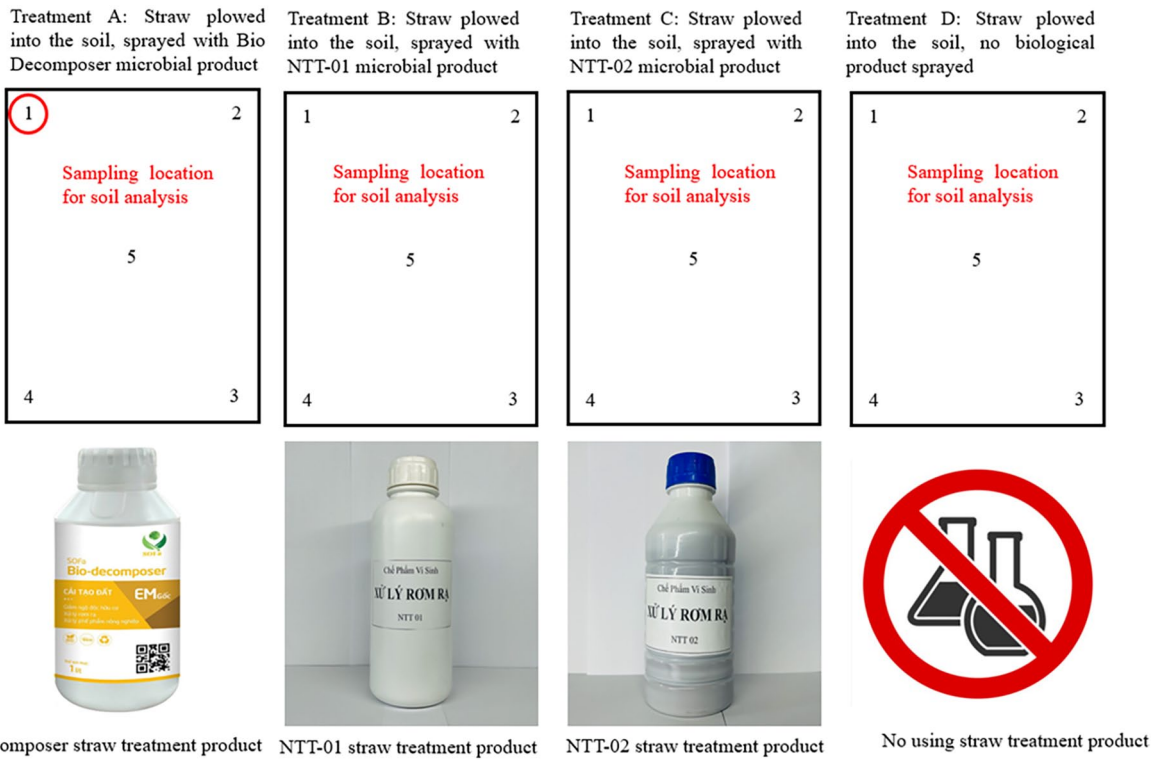 Treatment A: Straw plowed
into the soil, sprayed with Bio
Decomposer microbial product
Treatment B: Straw plowed
into the soil, sprayed with
NTT-01 microbial product
Treatment C: Straw plowed
into the soil, sprayed with
NTT-02 microbial product
Treatment D: Straw plowed
into the soil, no biological
product sprayed
1
2
Sampling location
for soil analysis
5
4
3
1
2
Sampling location
for soil analysis
5
4
3
1
2
Sampling location
for soil analysis
5
4
3
1
2
Sampling location
for soil analysis
5
4
3
SOFa
Bio-decomposer
CẢI TẠO ĐẤT
EM Gốc
1
Chế Phẩm Vi Sinh
XỬ LÝ RƠM RẠ
NTT 01
Chế Phẩm Vi Sinh
XỬ LÝ RƠM RẠ
NTT 02
omposer straw treatment product
NTT-01 straw treatment product
NTT-02 straw treatment product
No using straw treatment product